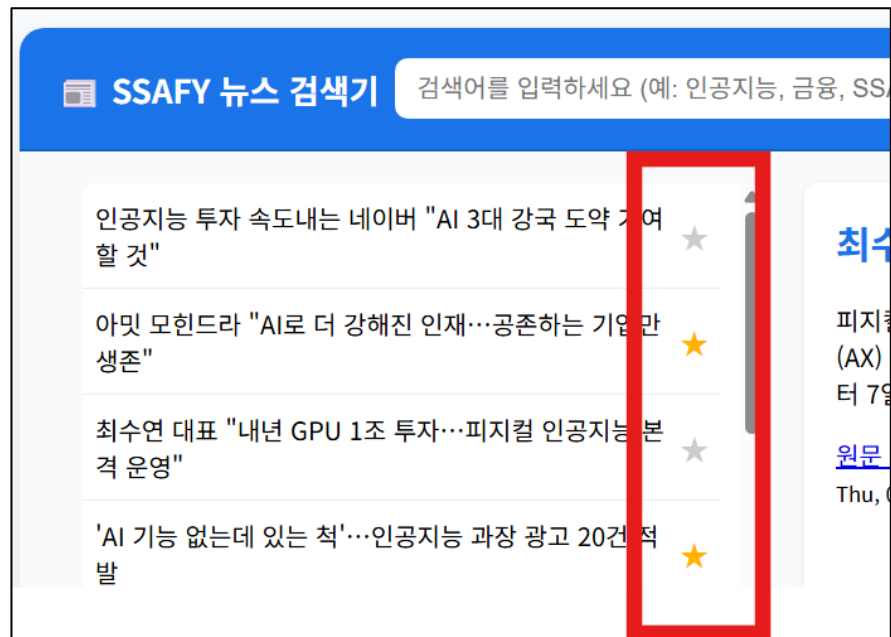 SSAFY 뉴스 검색기
검색어를 입력하세요 (예: 인공지능, 금융,
인공지능 투자 속도내는 네이버 "AI 3대 강국 도약 기여
할 것"
아밋 모힌드라 "AI로 더 강해진 인재…공존하는 기업만
생존"
최수연 대표 "내년 GPU 1조 투자…피지컬 인공지능 본
격 운영"
'AI 기능 없는데 있는 척'…인공지능 과장 광고 20건 적
발
(AX)
터 7일
원문
Thu,